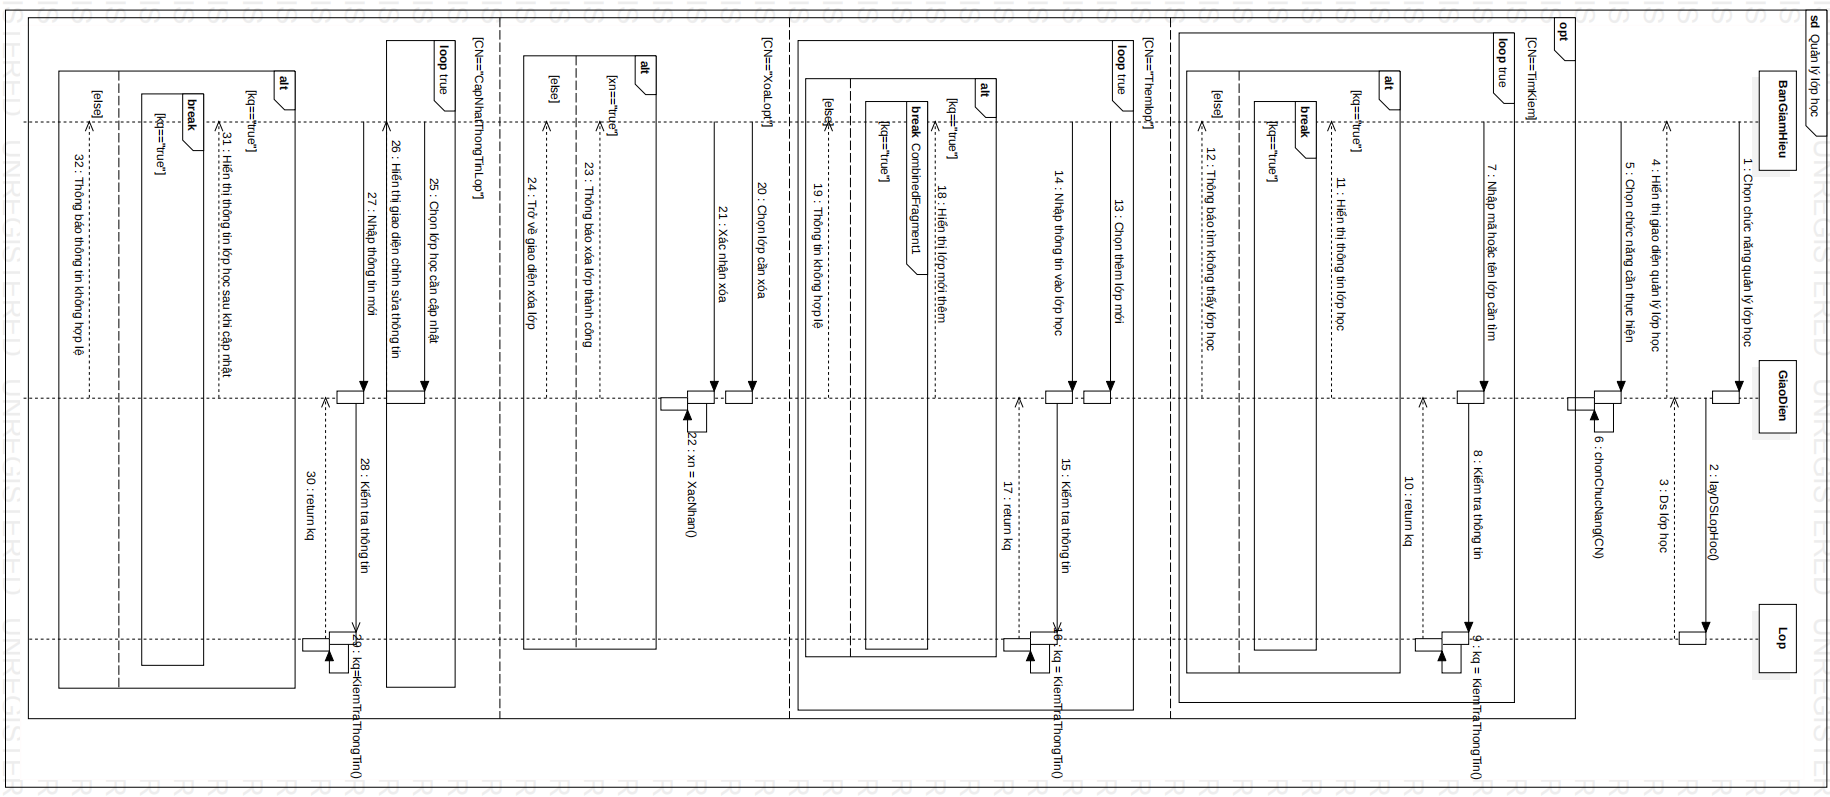 sd Quản lý lớp học
BanGiamHieu
GiaoDien
Lop
1 : Chọn chức năng quản lý lớp học
2 : layDSLopHoc()
3 : Ds lớp học
4 : Hiển thị giao diện quản lý lớp học
5 : Chọn chức năng cần thực hiện
6 : chonChucNang(CN)
opt
[CN=="TimKiem]
loop true
7 : Nhập mã hoặc tên lớp cần tìm
8 : Kiểm tra thông tin
9 : kq = KiemTraThongTin()
10 : return kq
alt
[kq=="true"]
11 : Hiển thị thông tin lớp học
break
[kq=="true"]
[else]
12 : Thông báo tìm không thấy lớp học
[CN=="Themlop"]
loop true
13 : Chọn thêm lớp mới
14 : Nhập thông tin vào lớp học
15 : Kiểm tra thông tin
16 : kq = KiemTraThongTin()
17 : return kq
alt
[kq=="true"]
18 : Hiển thị lớp mới thêm
break CombinedFragment1
[kq=="true"]
[else]
19 : Thông tin không hợp lệ
[CN=="XoaLopt"]
20 : Chọn lớp cần xóa
21 : Xác nhận xóa
22 : xn = XacNhan()
alt
[xn=="true"]
23 : Thông báo xóa lớp thành công
[else]
24 : Trở về giao diện xóa lớp
[CN=="CapNhatThongTinLop"]
loop true
25 : Chọn lớp học cần cập nhật
26 : Hiển thị giao diện chỉnh sửa thông tin
27 : Nhập thông tin mới
28 : Kiểm tra thông tin
29 : kq=KiemTraThongTin()
30 : return kq
alt
[kq=="true"]
31 : Hiển thị thông tin lớp học sau khi cập nhật
break
[kq=="true"]
[else]
32 : Thông báo thông tin không hợp lệ
UNREGISTERED